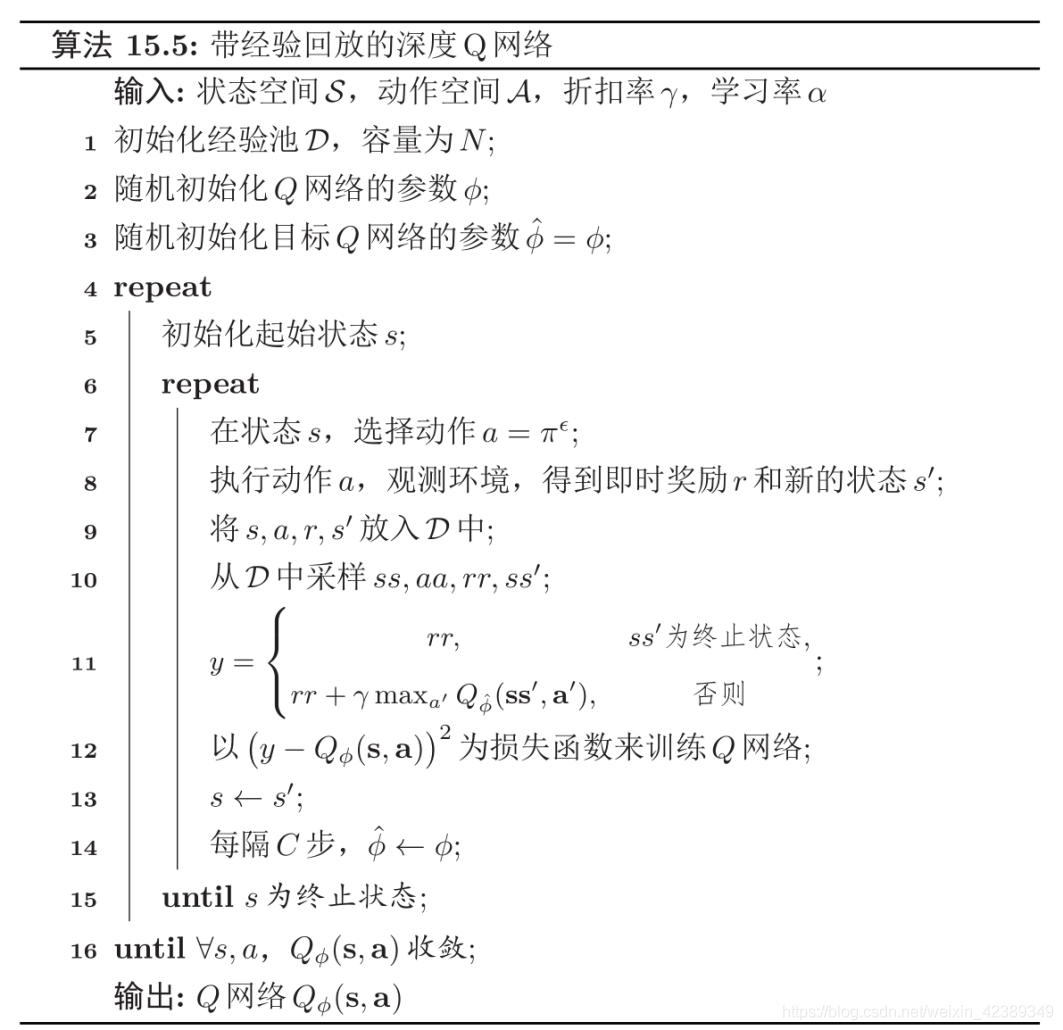 算法 15.5: 带经验回放的深度Q网络
输入: 状态空间 𝒮，动作空间 𝒜，折扣率 γ，学习率 α
1 初始化经验池 𝒟，容量为 N;
2 随机初始化 Q 网络的参数 ϕ;
3 随机初始化目标 Q 网络的参数 ϕ̂ = ϕ;
4 repeat
5 初始化起始状态 s;
6 repeat
7 在状态 s，选择动作 a = π^ϵ;
8 执行动作 a，观测环境，得到即时奖励 r 和新的状态 s′;
9 将 s, a, r, s′ 放入 𝒟 中;
10 从 𝒟 中采样 ss, aa, rr, ss′;
11 y = { rr, ss′ 为终止状态,
rr + γ max_{a′} Q_ϕ̂(ss′, a′), 否则 ;
12 以 (y − Q_ϕ(s, a))² 为损失函数来训练 Q 网络;
13 s ← s′;
14 每隔 C 步，ϕ̂ ← ϕ;
15 until s 为终止状态;
16 until ∀s, a，Q_ϕ(s, a) 收敛;
输出: Q 网络 Q_ϕ(s, a)
https://blog.csdn.net/weixin_42389349